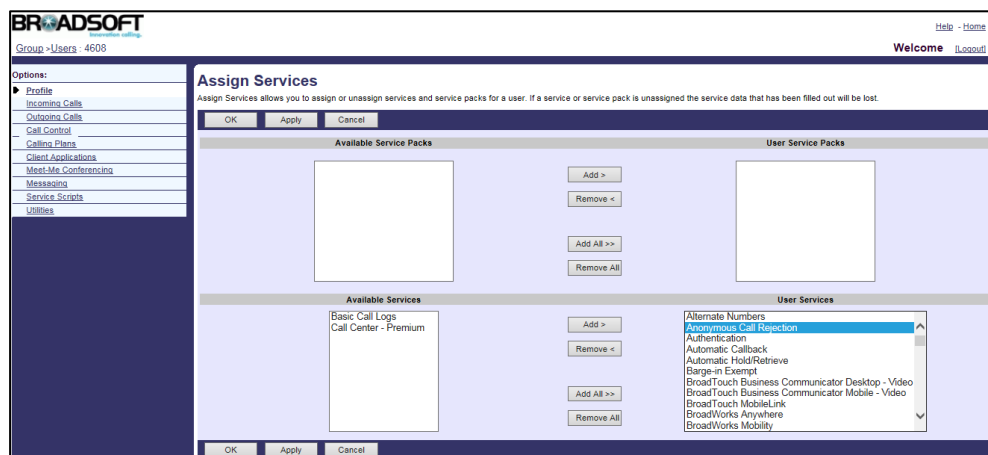 BROADSOFT
innovation calling.
Help - Home
Group >Users : 4608
Welcome [Logout]
Options:
Profile
Incoming Calls
Outgoing Calls
Call Control
Calling Plans
Client Applications
Meet-Me Conferencing
Messaging
Service Scripts
Utilities
Assign Services
Assign Services allows you to assign or unassign services and service packs for a user. If a service or service pack is unassigned the service data that has been filled out will be lost.
OK Apply Cancel
Available Service Packs User Service Packs
Add >
Remove <
Add All >>
Remove All
Available Services User Services
Basic Call Logs
Call Center - Premium
Add >
Remove <
Add All >>
Remove All
Alternate Numbers
Anonymous Call Rejection
Authentication
Automatic Callback
Automatic Hold/Retrieve
Barge-in Exempt
BroadTouch Business Communicator Desktop - Video
BroadTouch Business Communicator Mobile - Video
BroadTouch MobileLink
BroadWorks Anywhere
BroadWorks Mobility
OK Apply Cancel